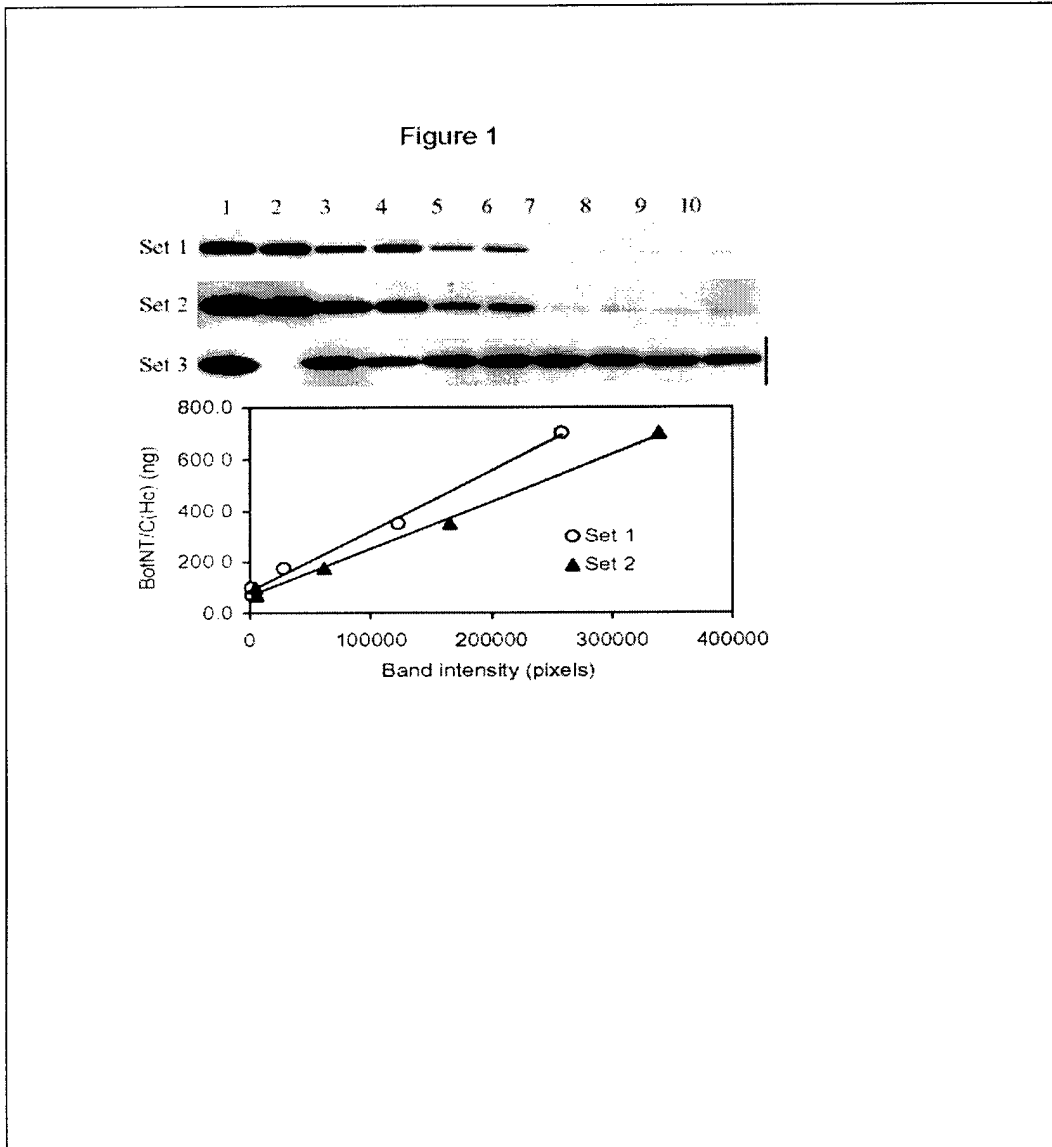 Figure 1
1 2 3 4 5 6 7 8 9 10
Set 1
Set 2
Set 3
800.0
600 0
400.0
200 0
0.0
BotNT/C(Hc) (ng)
Set 1
Set 2
0 100000 200000 300000 400000
Band intensity (pixels)